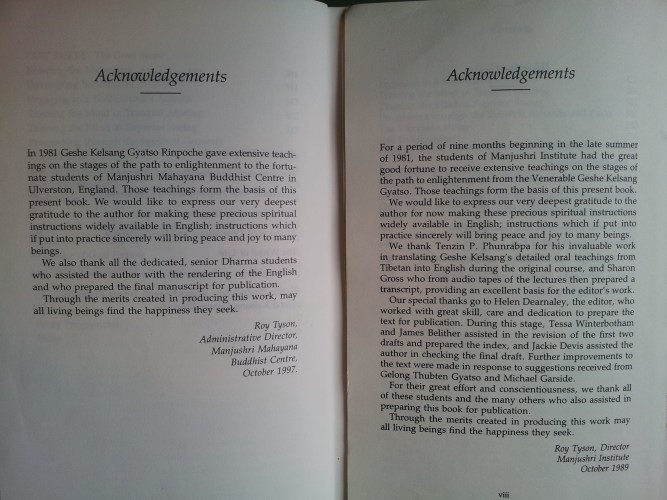 Acknowledgements
In 1981 Geshe Kelsang Gyatso Rinpoche gave extensive teach-
ings on the stages of the path to enlightenment to the fortu-
nate students of Manjushri Mahayana Buddhist Centre in
Ulverston, England. Those teachings form the basis of this
present book. We would like to express our very deepest
gratitude to the author for making these precious spiritual
instructions widely available in English; instructions which
if put into practice sincerely will bring peace and joy to many
beings.
We also thank all the dedicated, senior Dharma students
who assisted the author with the rendering of the English
and who prepared the final manuscript for publication.
Through the merits created in producing this work, may
all living beings find the happiness they seek.
Roy Tyson,
Administrative Director,
Manjushri Mahayana
Buddhist Centre,
October 1997.
Acknowledgements
For a period of nine months beginning in the late summer
of 1981, the students of Manjushri Institute had the great
good fortune to receive extensive teachings on the stages of
the path to enlightenment from the Venerable Geshe Kelsang
Gyatso. Those teachings form the basis of this present book.
We would like to express our very deepest gratitude to the
author for now making these precious spiritual instructions
widely available in English; instructions which if put into
practice sincerely will bring peace and joy to many beings.
We thank Tenzin P. Phunrabpa for his invaluable work
in translating Geshe Kelsang's detailed oral teachings from
Tibetan into English during the original course, and Sharon
Gross who from audio tapes of the lectures then prepared a
transcript, providing an excellent basis for the editor's work.
Our special thanks go to Helen Dearnaley, the editor, who
worked with great skill, care and dedication to prepare the
text for publication. During this stage, Tessa Winterbotham
and James Belither assisted in the revision of the first two
drafts and prepared the index, and Jackie Devis assisted the
author in checking the final draft. Further improvements to
the text were made in response to suggestions received from
Gelong Thubten Gyatso and Michael Garside.
For their great effort and conscientiousness, we thank all
of these students and the many others who also assisted in
preparing this book for publication.
Through the merits created in producing this work may
all living beings find the happiness they seek.
Roy Tyson, Director
Manjushri Institute
October 1989
viii